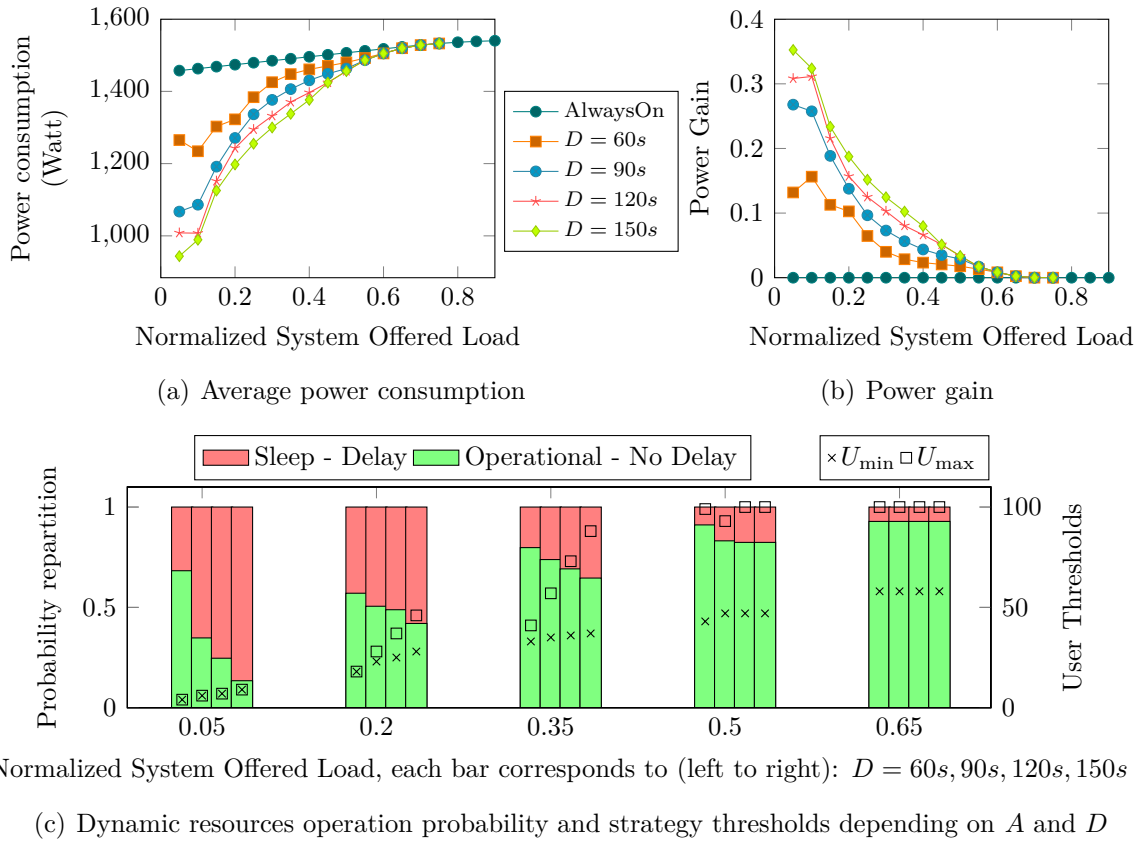 1,600
1,400
1,200
1,000
0
0.2
0.4
0.6
0.8
Power consumption
(Watt)
Normalized System Offered Load
(a) Average power consumption
AlwaysOn
D = 60s
D = 90s
D = 120s
D = 150s
0.4
0.3
0.2
0.1
0
0
0.2
0.4
0.6
0.8
Power Gain
Normalized System Offered Load
(b) Power gain
Sleep - Delay
Operational - No Delay
× Umin □ Umax
1
0.5
0
Probability repartition
100
50
0
User Thresholds
0.05
0.2
0.35
0.5
0.65
Normalized System Offered Load, each bar corresponds to (left to right): D = 60s, 90s, 120s, 150s
(c) Dynamic resources operation probability and strategy thresholds depending on A and D